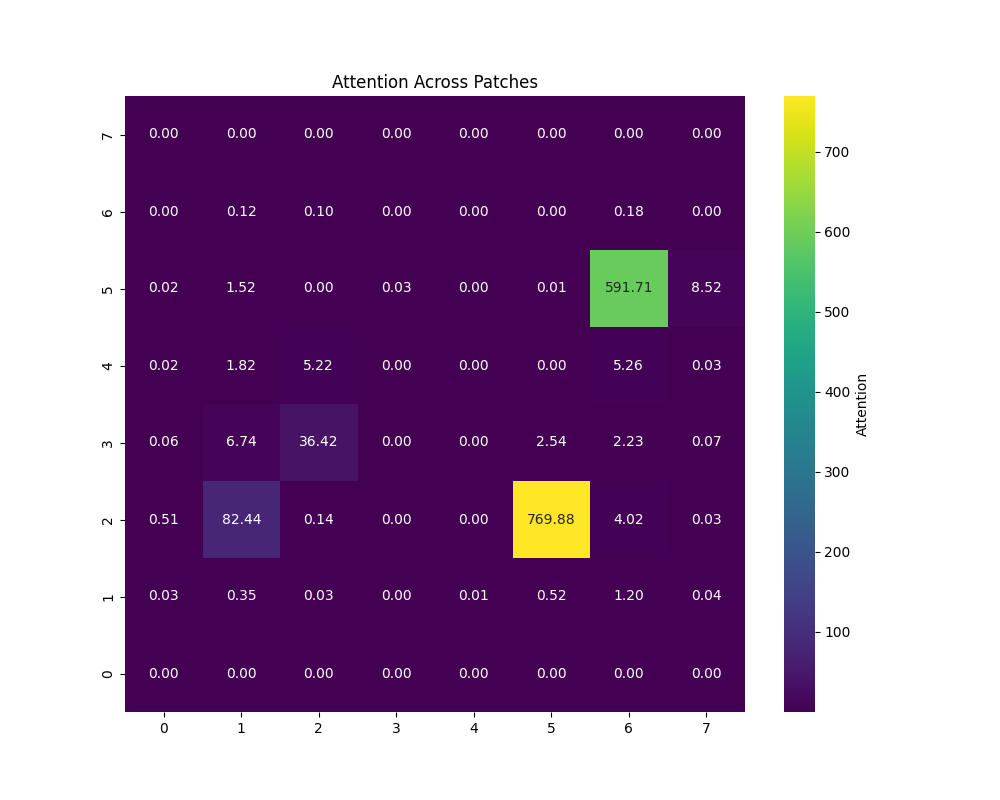 Attention Across Patches
7 0.00 0.00 0.00 0.00 0.00 0.00 0.00 0.00
6 0.00 0.12 0.10 0.00 0.00 0.00 0.18 0.00
5 0.02 1.52 0.00 0.03 0.00 0.01 591.71 8.52
4 0.02 1.82 5.22 0.00 0.00 0.00 5.26 0.03
3 0.06 6.74 36.42 0.00 0.00 2.54 2.23 0.07
2 0.51 82.44 0.14 0.00 0.00 769.88 4.02 0.03
1 0.03 0.35 0.03 0.00 0.01 0.52 1.20 0.04
0 0.00 0.00 0.00 0.00 0.00 0.00 0.00 0.00
0 1 2 3 4 5 6 7
700
600
500
400
300
200
100
Attention